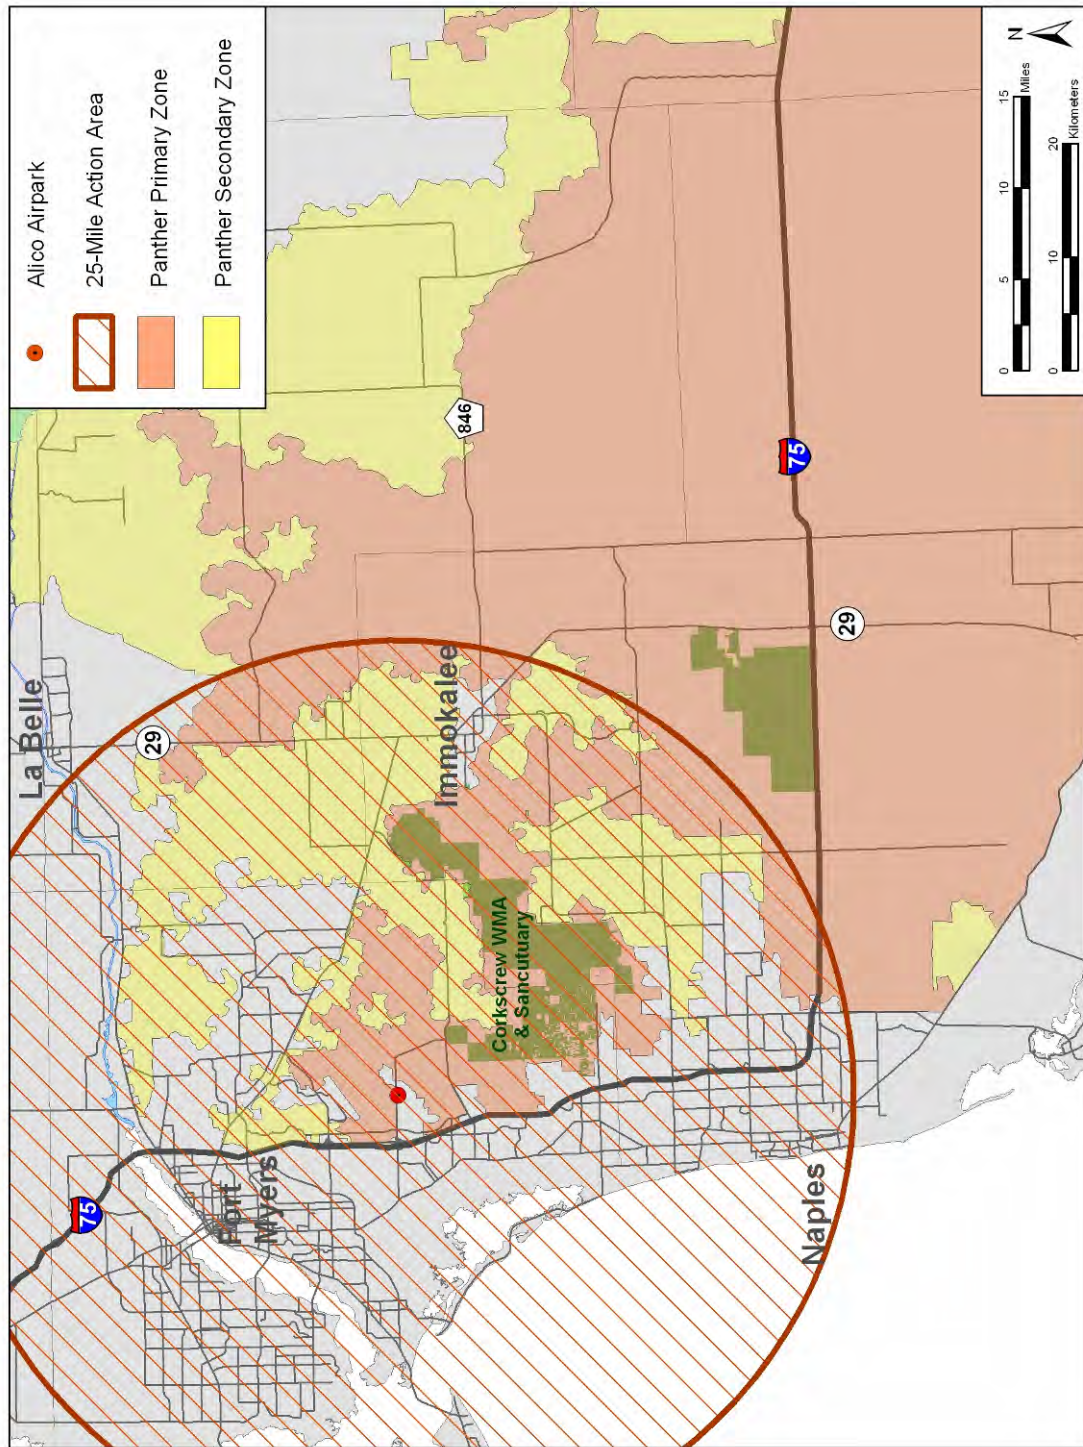 Alico Airpark
25-Mile Action Area
Panther Primary Zone
Panther Secondary Zone
La Belle
29
846
Immokalee
Corkscrew WMA
& Sancutuary
75
Fort
Myers
75
29
Naples
N
0 5 10 15
Miles
0 10 20
Kilometers